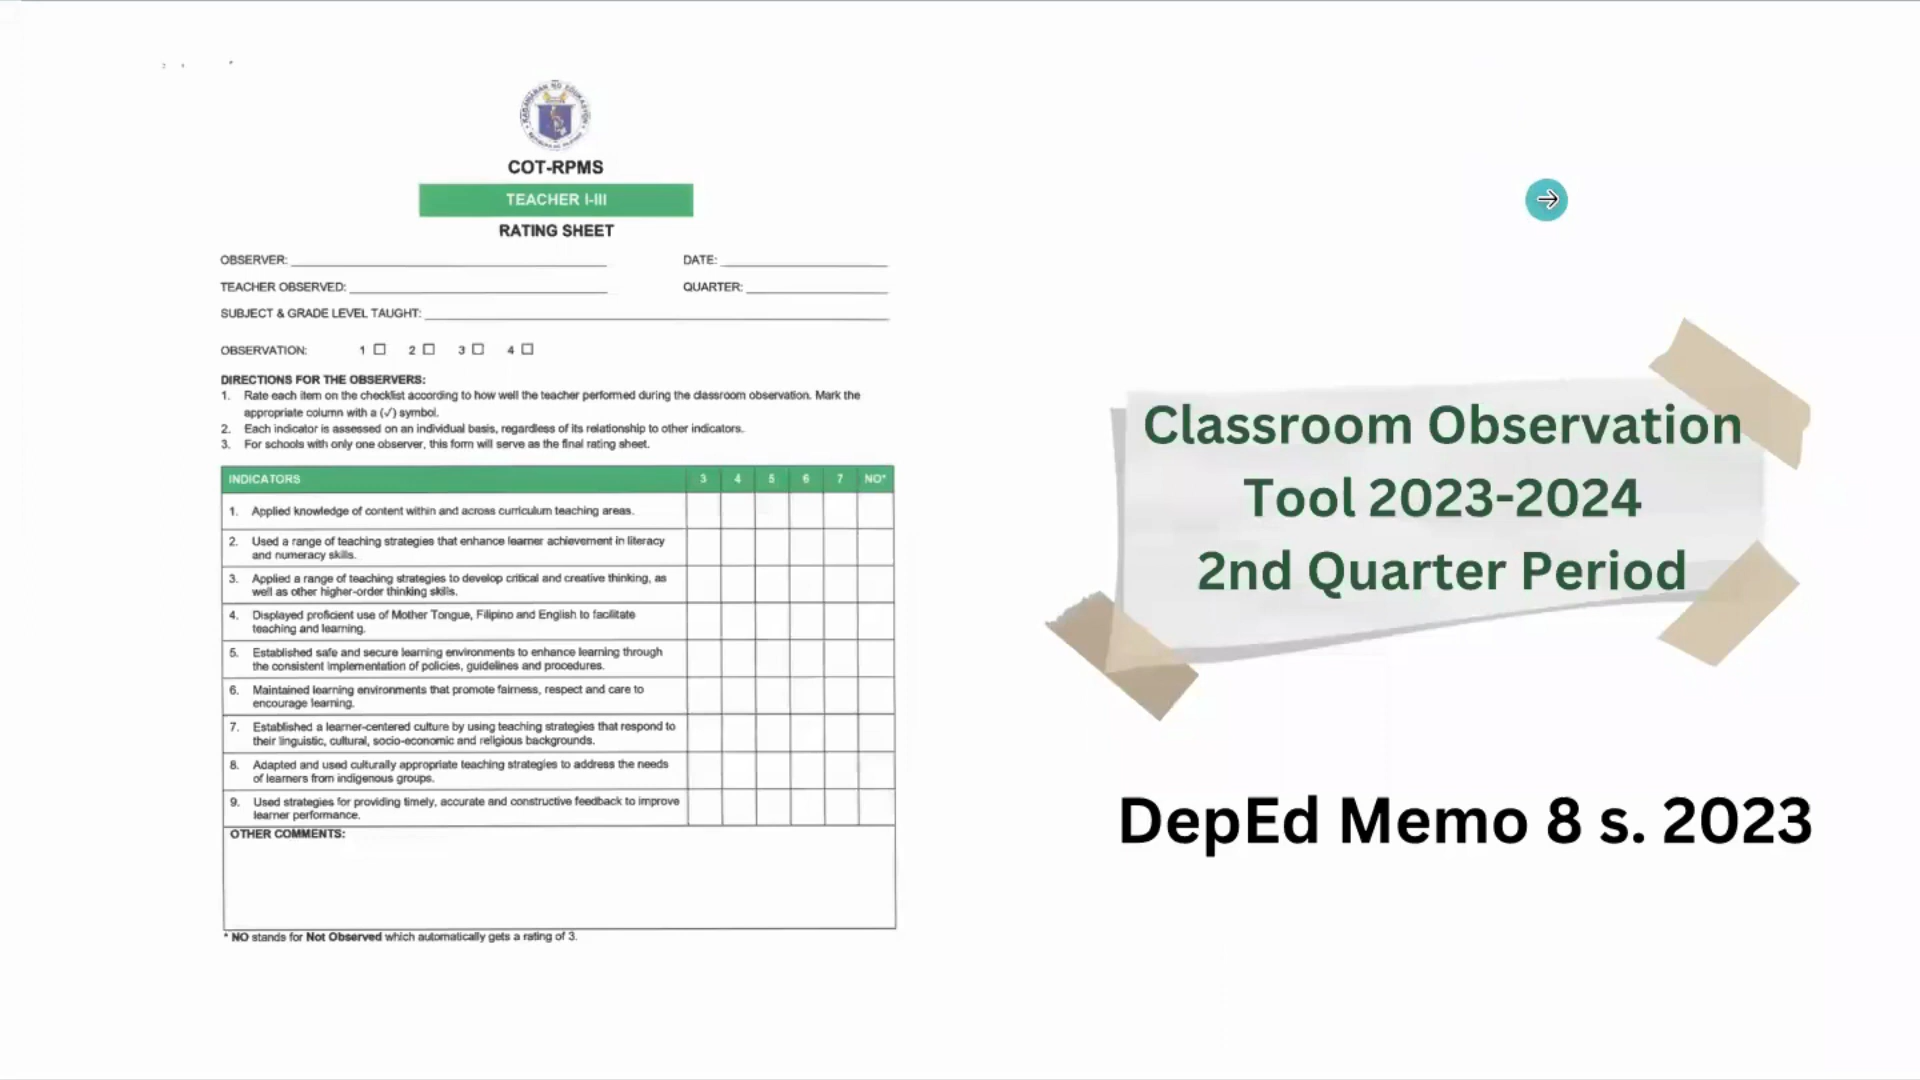 COT-RPMS
TEACHER I-III
RATING SHEET
OBSERVER:
DATE:
TEACHER OBSERVED:
QUARTER:
SUBJECT & GRADE LEVEL TAUGHT:
OBSERVATION: 1 ☐ 2 ☐ 3 ☐ 4 ☐
DIRECTIONS FOR THE OBSERVERS:
1. Rate each item on the checklist according to how well the teacher performed during the classroom observation. Mark the
appropriate column with a (√) symbol.
2. Each indicator is assessed on an individual basis, regardless of its relationship to other indicators.
3. For schools with only one observer, this form will serve as the final rating sheet.
INDICATORS 3 4 5 6 7 NO*
1. Applied knowledge of content within and across curriculum teaching areas.
2. Used a range of teaching strategies that enhance learner achievement in literacy
and numeracy skills.
3. Applied a range of teaching strategies to develop critical and creative thinking, as
well as other higher-order thinking skills.
4. Displayed proficient use of Mother Tongue, Filipino and English to facilitate
teaching and learning.
5. Established safe and secure learning environments to enhance learning through
the consistent implementation of policies, guidelines and procedures.
6. Maintained learning environments that promote fairness, respect and care to
encourage learning.
7. Established a learner-centered culture by using teaching strategies that respond to
their linguistic, cultural, socio-economic and religious backgrounds.
8. Adapted and used culturally appropriate teaching strategies to address the needs
of learners from indigenous groups.
9. Used strategies for providing timely, accurate and constructive feedback to improve
learner performance.
OTHER COMMENTS:
* NO stands for Not Observed which automatically gets a rating of 3.
Classroom Observation
Tool 2023-2024
2nd Quarter Period
DepEd Memo 8 s. 2023